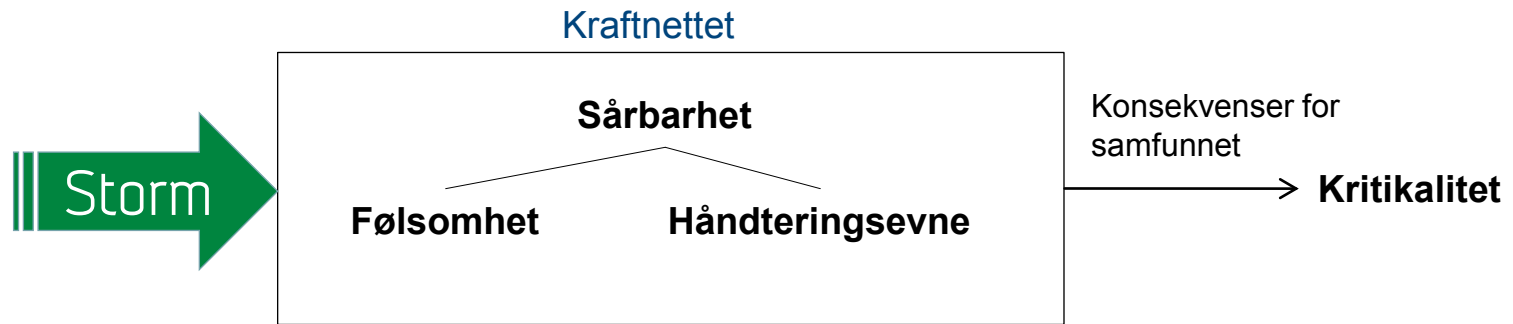 Kraftnettet
Storm
Sårbarhet
Følsomhet
Håndteringsevne
Konsekvenser for
samfunnet
Kritikalitet